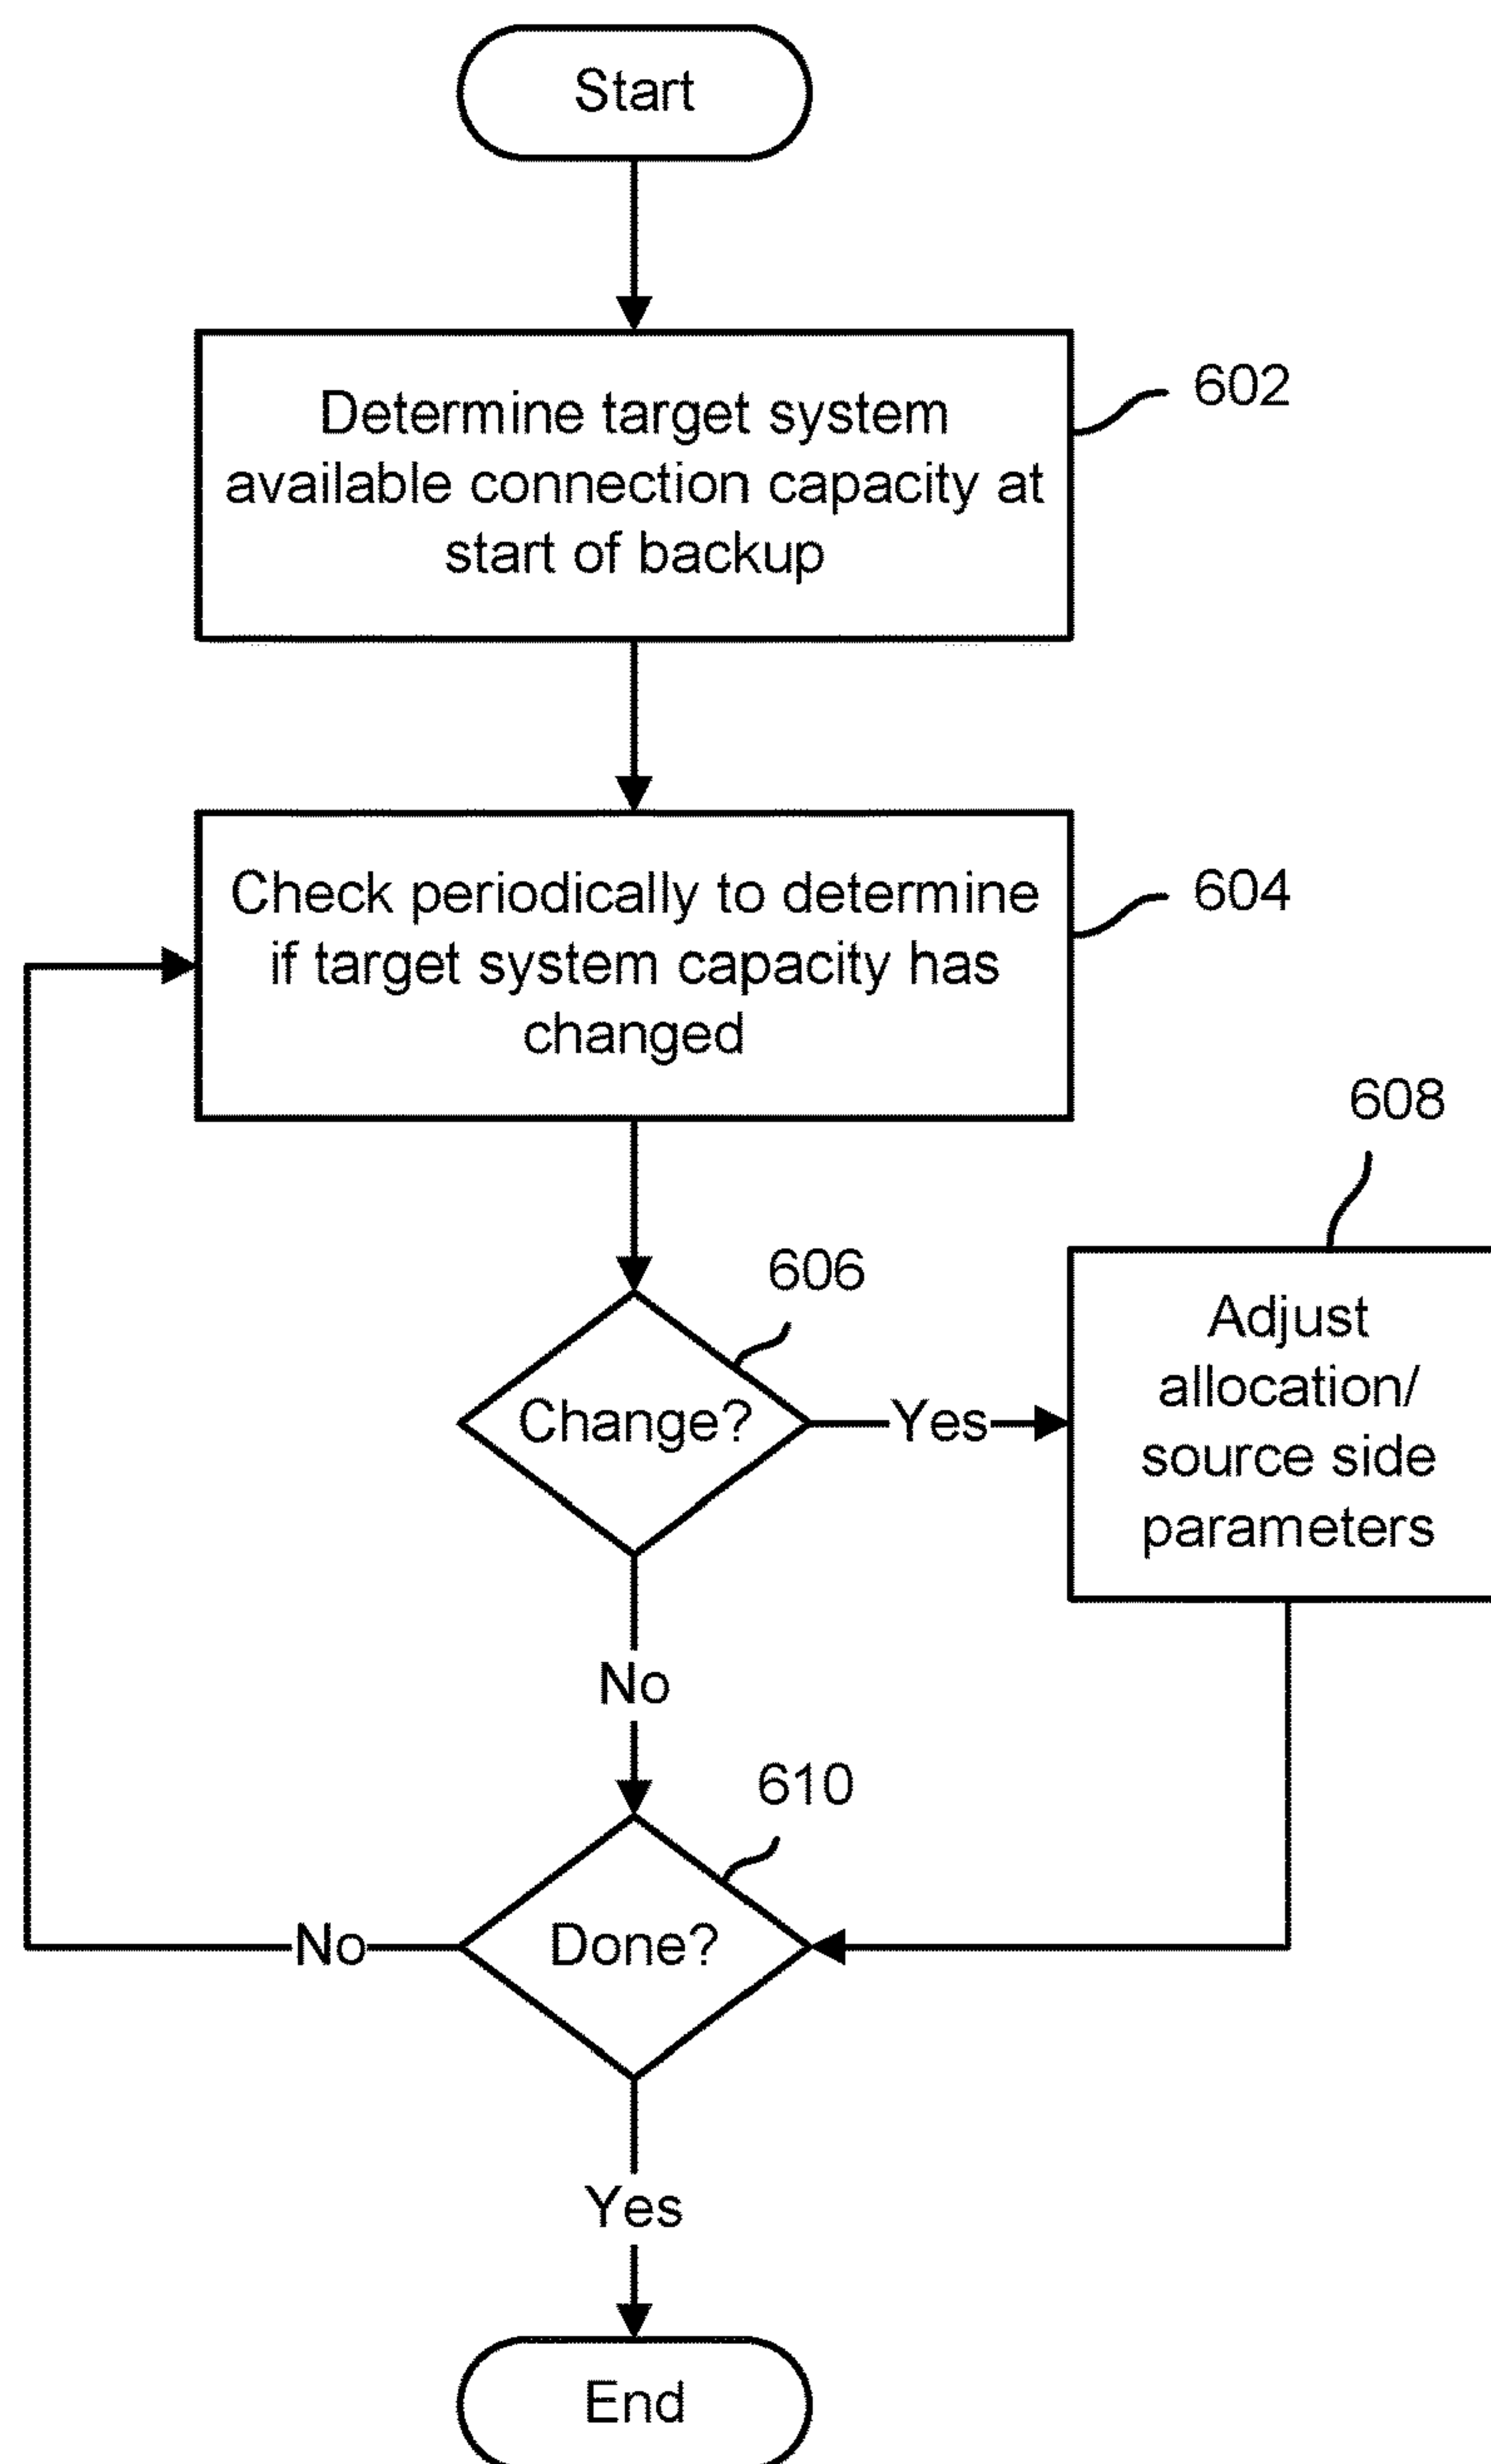 Start
Determine target system
available connection capacity at
start of backup
602
Check periodically to determine
if target system capacity has
changed
604
608
606
Change?
Yes
Adjust
allocation/
source side
parameters
No
610
Done?
No
Yes
End